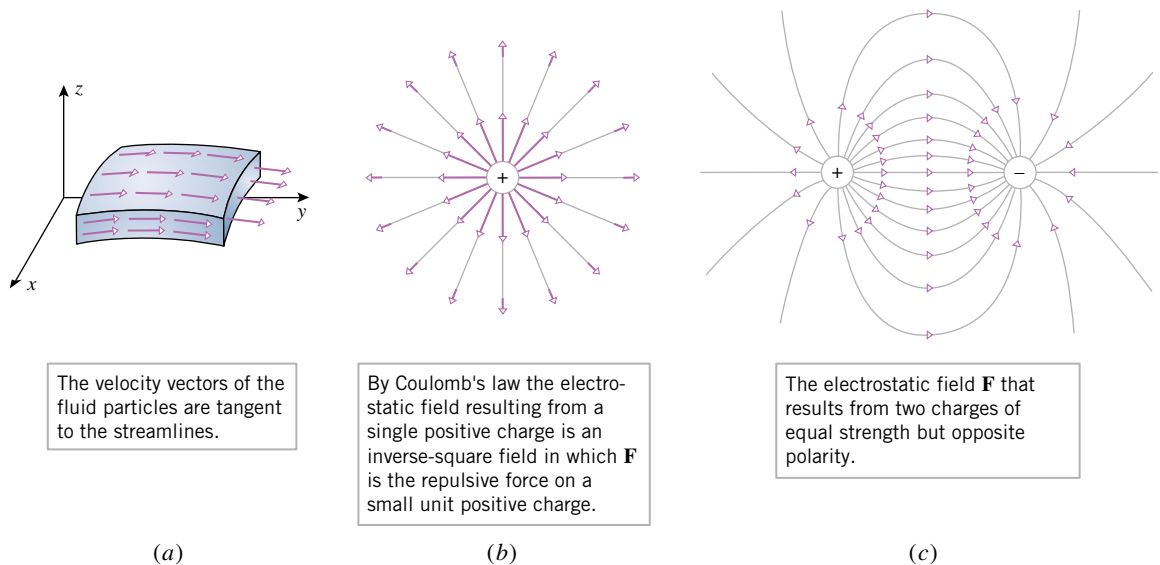 z
y
x
+
+
−
The velocity vectors of the
fluid particles are tangent
to the streamlines.
By Coulomb's law the electro-
static field resulting from a
single positive charge is an
inverse-square field in which F
is the repulsive force on a
small unit positive charge.
The electrostatic field F that
results from two charges of
equal strength but opposite
polarity.
(a)
(b)
(c)